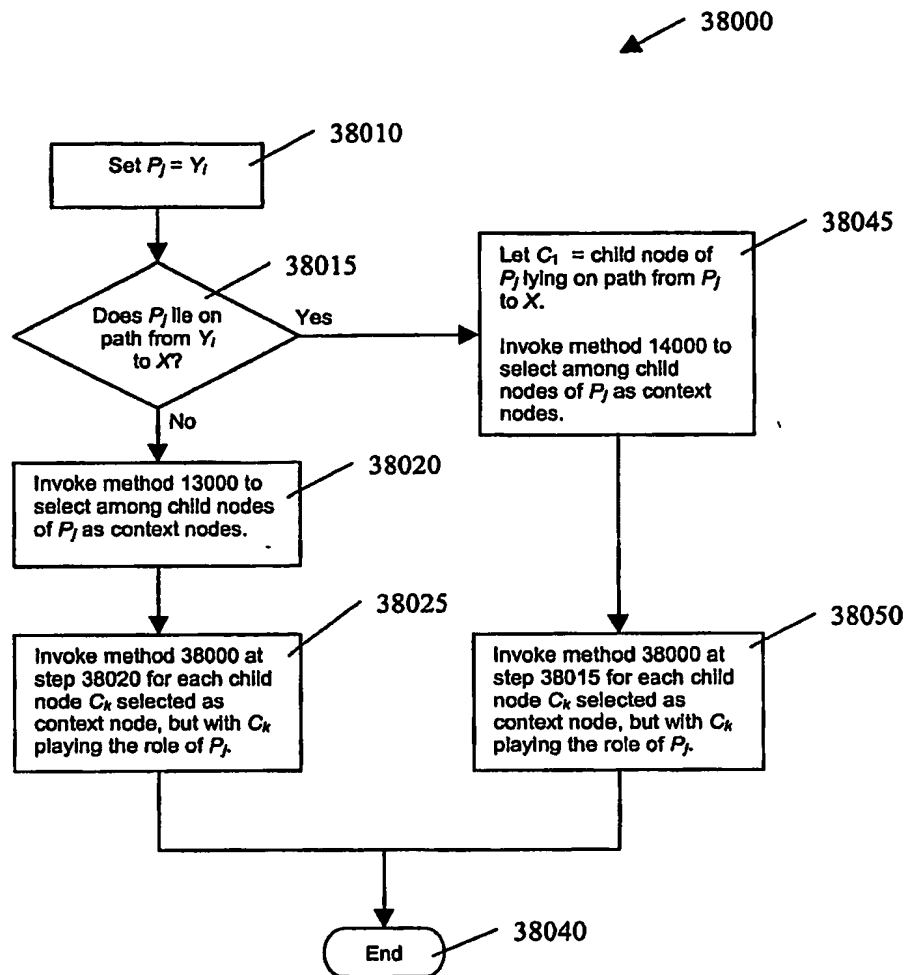 38000
38010
Set Pj = Yi
38015
Does Pj lie on
path from Yi
to X?
Yes
No
38045
Let C1 = child node of
Pj lying on path from Pj
to X.
Invoke method 14000 to
select among child
nodes of Pj as context
nodes.
38020
Invoke method 13000 to
select among child nodes
of Pj as context nodes.
38025
Invoke method 38000 at
step 38020 for each child
node Ck selected as
context node, but with Ck
playing the role of Pj.
38050
Invoke method 38000 at
step 38015 for each child
node Ck selected as
context node, but with Ck
playing the role of Pj.
End
38040